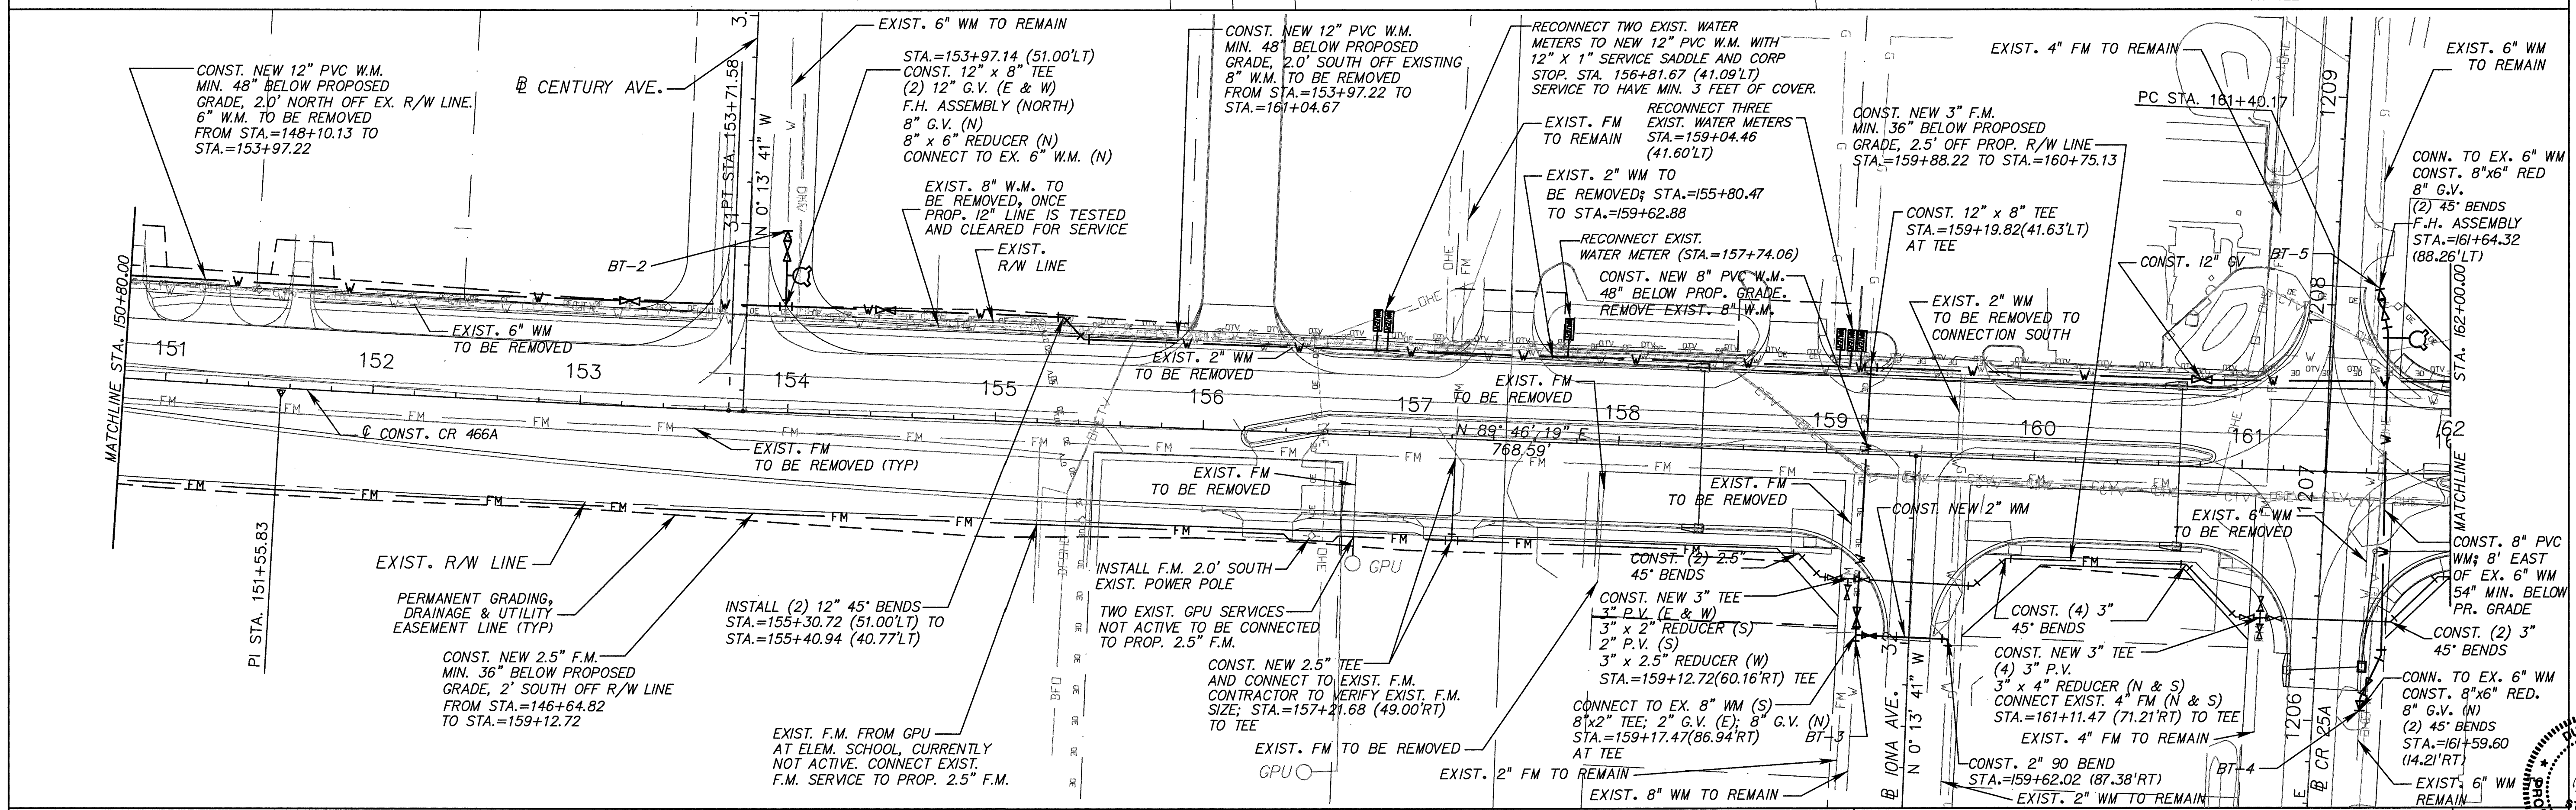 CONST. NEW 12" PVC W.M.
MIN. 48" BELOW PROPOSED
GRADE, 2.0' NORTH OFF EX. R/W LINE.
6" W.M. TO BE REMOVED
FROM STA.=148+10.13 TO
STA.=153+97.22
℄ CENTURY AVE.
PT STA. 153+71.58
N 0° 13' 41" W
31
EXIST. 6" WM TO REMAIN
STA.=153+97.14 (51.00'LT)
CONST. 12" x 8" TEE
(2) 12" G.V. (E & W)
F.H. ASSEMBLY (NORTH)
8" G.V. (N)
8" x 6" REDUCER (N)
CONNECT TO EX. 6" W.M. (N)
EXIST. 8" W.M. TO
BE REMOVED, ONCE
PROP. 12" LINE IS TESTED
AND CLEARED FOR SERVICE
EXIST.
R/W LINE
BT-2
CONST. NEW 12" PVC W.M.
MIN. 48" BELOW PROPOSED
GRADE, 2.0' SOUTH OFF EXISTING
8" W.M. TO BE REMOVED
FROM STA.=153+97.22 TO
STA.=161+04.67
RECONNECT TWO EXIST. WATER
METERS TO NEW 12" PVC W.M. WITH
12" X 1" SERVICE SADDLE AND CORP
STOP. STA. 156+81.67 (41.09'LT)
SERVICE TO HAVE MIN. 3 FEET OF COVER.
EXIST. FM
TO REMAIN
RECONNECT THREE
EXIST. WATER METERS
STA.=159+04.46
(41.60'LT)
EXIST. 2" WM TO
BE REMOVED; STA.=155+80.47
TO STA.=159+62.88
RECONNECT EXIST.
WATER METER (STA.=157+74.06)
CONST. NEW 8" PVC W.M.
48" BELOW PROP. GRADE.
REMOVE EXIST. 8" W.M.
CONST. NEW 3" F.M.
MIN. 36" BELOW PROPOSED
GRADE, 2.5' OFF PROP. R/W LINE
STA.=159+88.22 TO STA.=160+75.13
CONST. 12" x 8" TEE
STA.=159+19.82(41.63'LT)
AT TEE
EXIST. 2" WM
TO BE REMOVED TO
CONNECTION SOUTH
EXIST. 4" FM TO REMAIN
PC STA. 161+40.17
1209
CONST. 12" GV
BT-5
1208
EXIST. 6" WM
TO REMAIN
CONN. TO EX. 6" WM
CONST. 8"x6" RED
8" G.V.
(2) 45° BENDS
F.H. ASSEMBLY
STA.=161+64.32
(88.26'LT)
MATCHLINE STA. 150+80.00
EXIST. 6" WM
TO BE REMOVED
EXIST. 2" WM
TO BE REMOVED
151
152
153
154
155
156
157
158
159
160
161
162
MATCHLINE STA. 162+00.00
℄ CONST. CR 466A
EXIST. FM
TO BE REMOVED (TYP)
N 89° 46' 19" E
768.59'
EXIST. FM
TO BE REMOVED
EXIST. FM
TO BE REMOVED
EXIST. FM
TO BE REMOVED
1207
EXIST. 6" WM
TO BE REMOVED
CONST. 8" PVC
WM; 8' EAST
OF EX. 6" WM
54" MIN. BELOW
PR. GRADE
PI STA. 151+55.83
EXIST. R/W LINE
PERMANENT GRADING,
DRAINAGE & UTILITY
EASEMENT LINE (TYP)
CONST. NEW 2.5" F.M.
MIN. 36" BELOW PROPOSED
GRADE, 2' SOUTH OFF R/W LINE
FROM STA.=146+64.82
TO STA.=159+12.72
INSTALL (2) 12" 45° BENDS
STA.=155+30.72 (51.00'LT) TO
STA.=155+40.94 (40.77'LT)
EXIST. F.M. FROM GPU
AT ELEM. SCHOOL, CURRENTLY
NOT ACTIVE. CONNECT EXIST.
F.M. SERVICE TO PROP. 2.5" F.M.
INSTALL F.M. 2.0' SOUTH
EXIST. POWER POLE
GPU
TWO EXIST. GPU SERVICES
NOT ACTIVE TO BE CONNECTED
TO PROP. 2.5" F.M.
CONST. NEW 2.5" TEE
AND CONNECT TO EXIST. F.M.
CONTRACTOR TO VERIFY EXIST. F.M.
SIZE; STA.=157+21.68 (49.00'RT)
TO TEE
EXIST. FM TO BE REMOVED
GPU
CONST. NEW 2" WM
CONST. (2) 2.5"
45° BENDS
CONST. NEW 3" TEE
3" P.V. (E & W)
3" x 2" REDUCER (S)
2" P.V. (S)
3" x 2.5" REDUCER (W)
STA.=159+12.72(60.16'RT) TEE
CONNECT TO EX. 8" WM (S)
8"x2" TEE; 2" G.V. (E); 8" G.V. (N)
STA.=159+17.47(86.94'RT)
AT TEE
BT-3
EXIST. 2" FM TO REMAIN
EXIST. 8" WM TO REMAIN
32
N 0° 13' 41" W
℄ IONA AVE.
CONST. (4) 3"
45° BENDS
CONST. NEW 3" TEE
(4) 3" P.V.
3" x 4" REDUCER (N & S)
CONNECT EXIST. 4" FM (N & S)
STA.=161+11.47 (71.21'RT) TO TEE
EXIST. 4" FM TO REMAIN
CONST. 2" 90 BEND
STA.=159+62.02 (87.38'RT)
EXIST. 2" WM TO REMAIN
BT-4
1206
℄ CR 25A
CONST. (2) 3"
45° BENDS
CONN. TO EX. 6" WM
CONST. 8"x6" RED.
8" G.V. (N)
(2) 45° BENDS
STA.=161+59.60
(14.21'RT)
EXIST. 6" WM TO
REMAIN